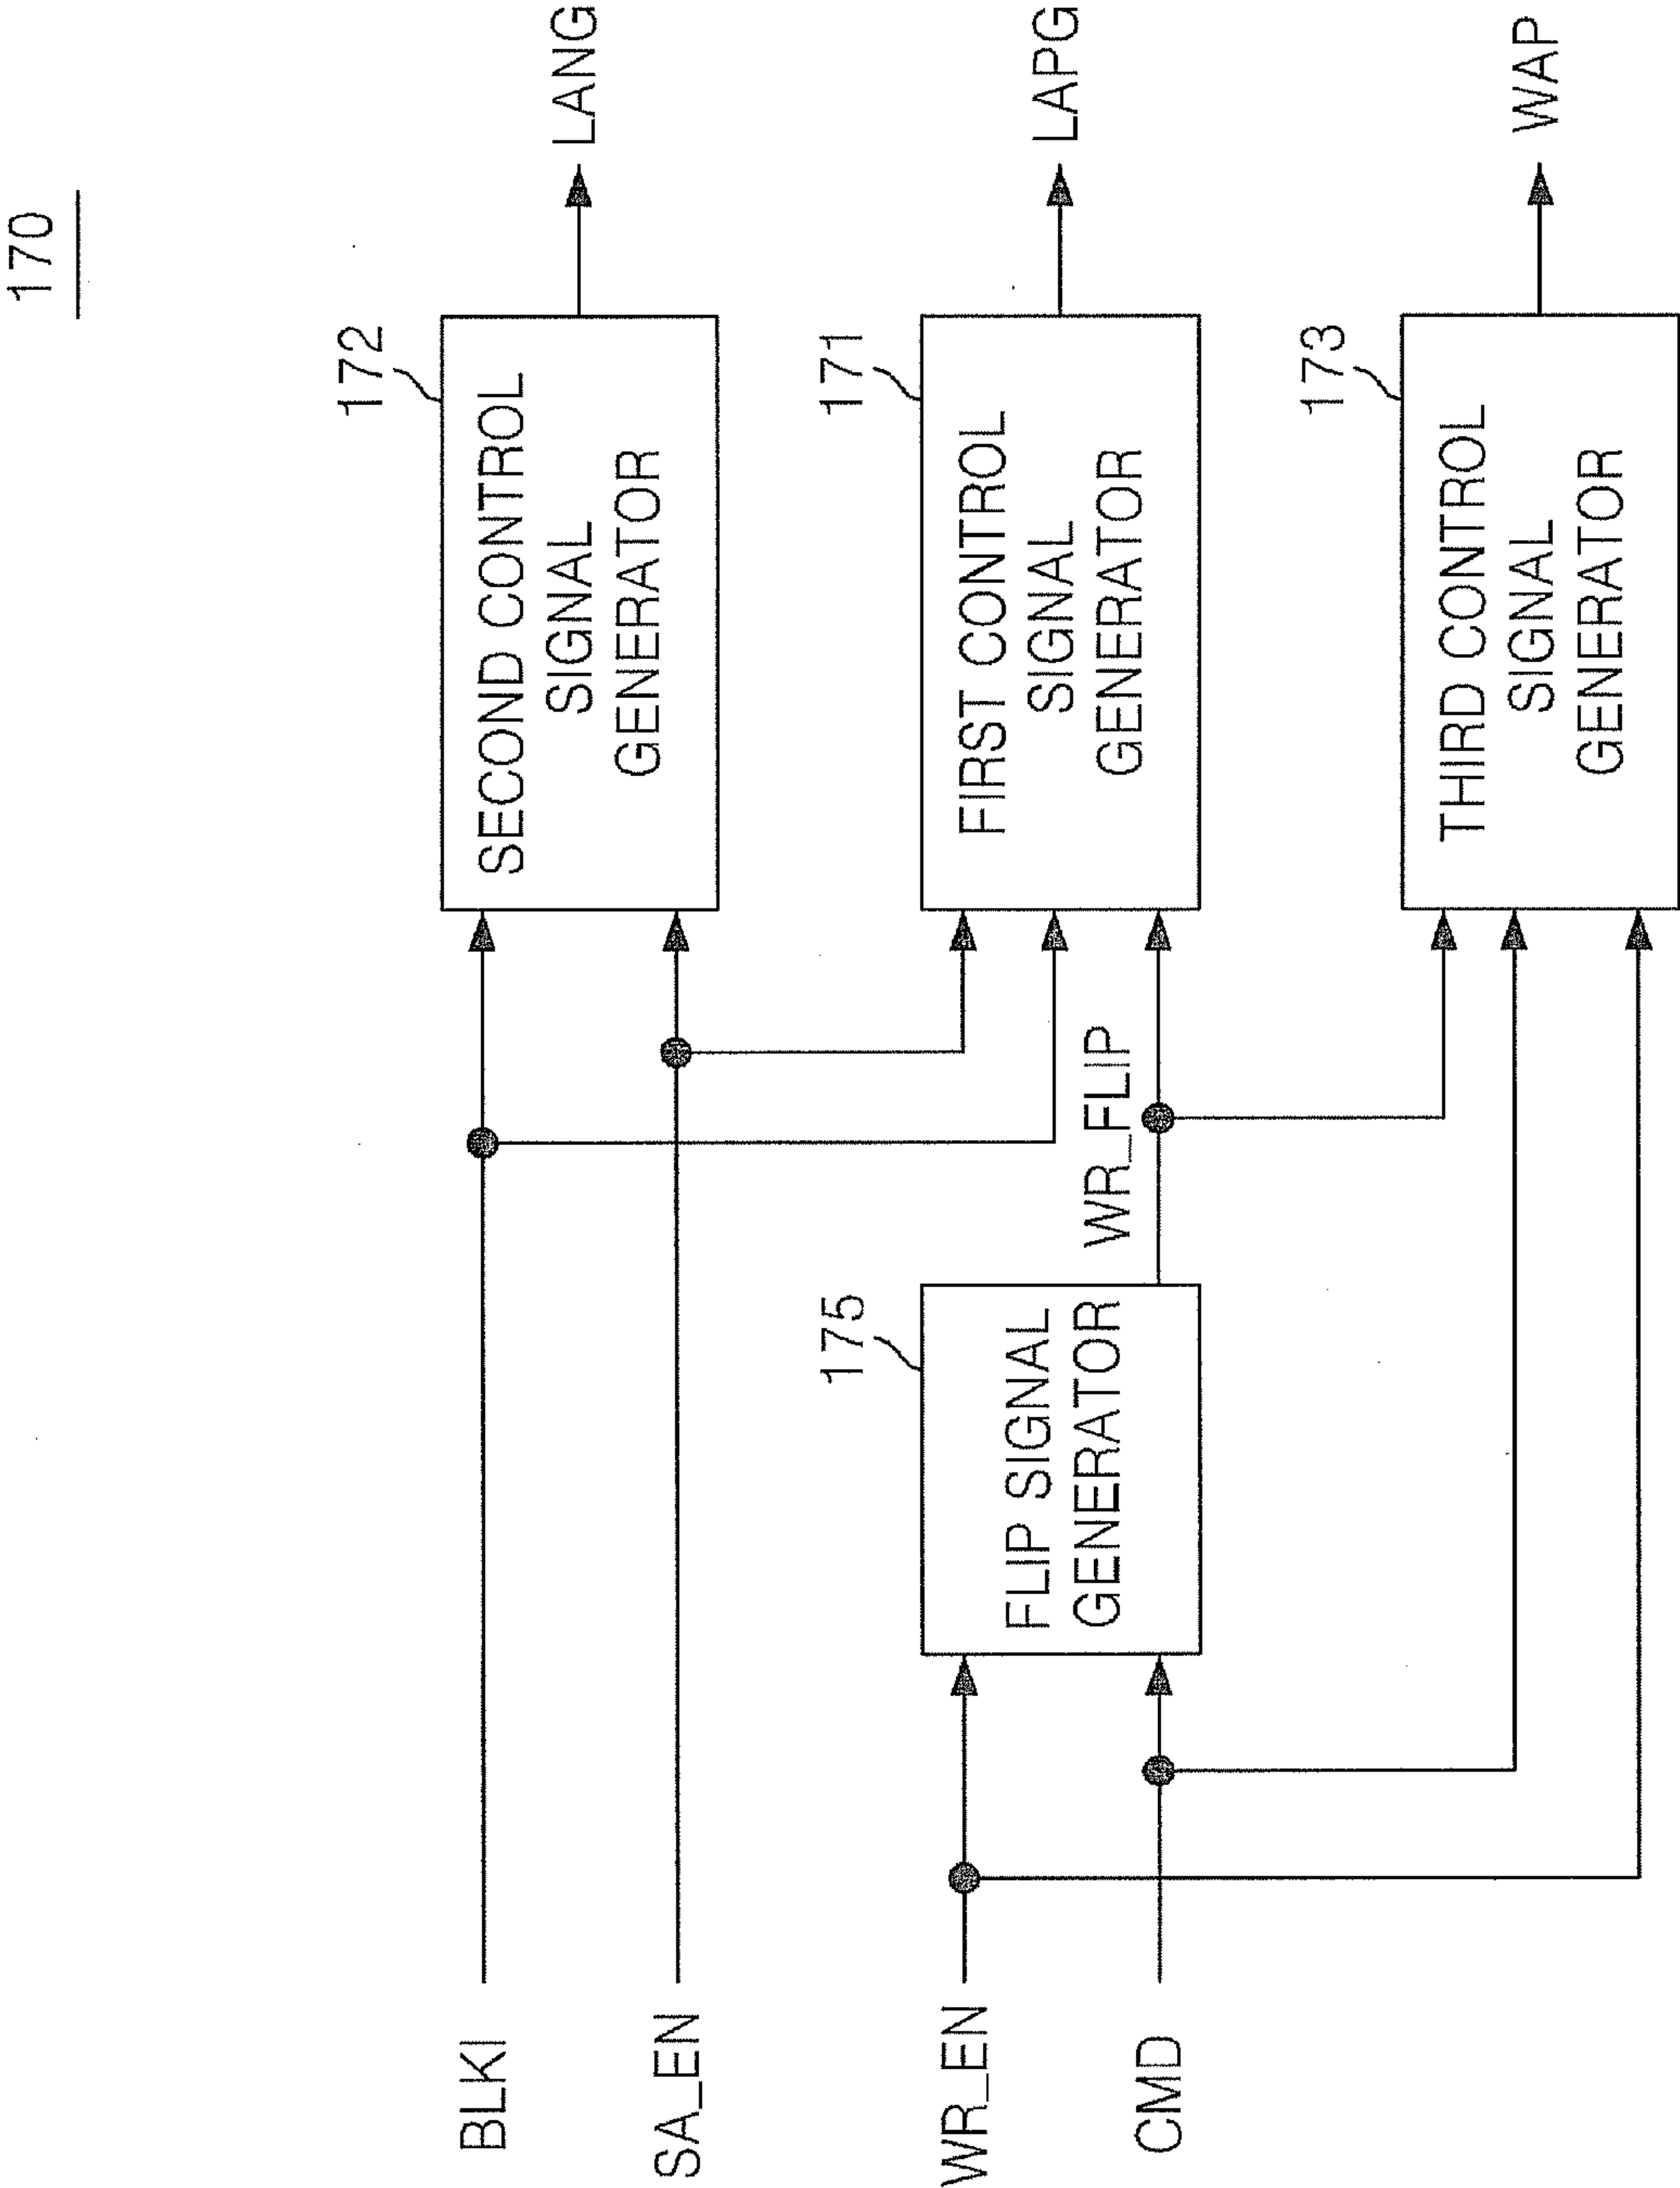 170
BLKI
SA_EN
172
SECOND CONTROL
SIGNAL
GENERATOR
LANG
WR_EN
CMD
175
FLIP SIGNAL
GENERATOR
WR_FLIP
171
FIRST CONTROL
SIGNAL
GENERATOR
LAPG
173
THIRD CONTROL
SIGNAL
GENERATOR
WAP